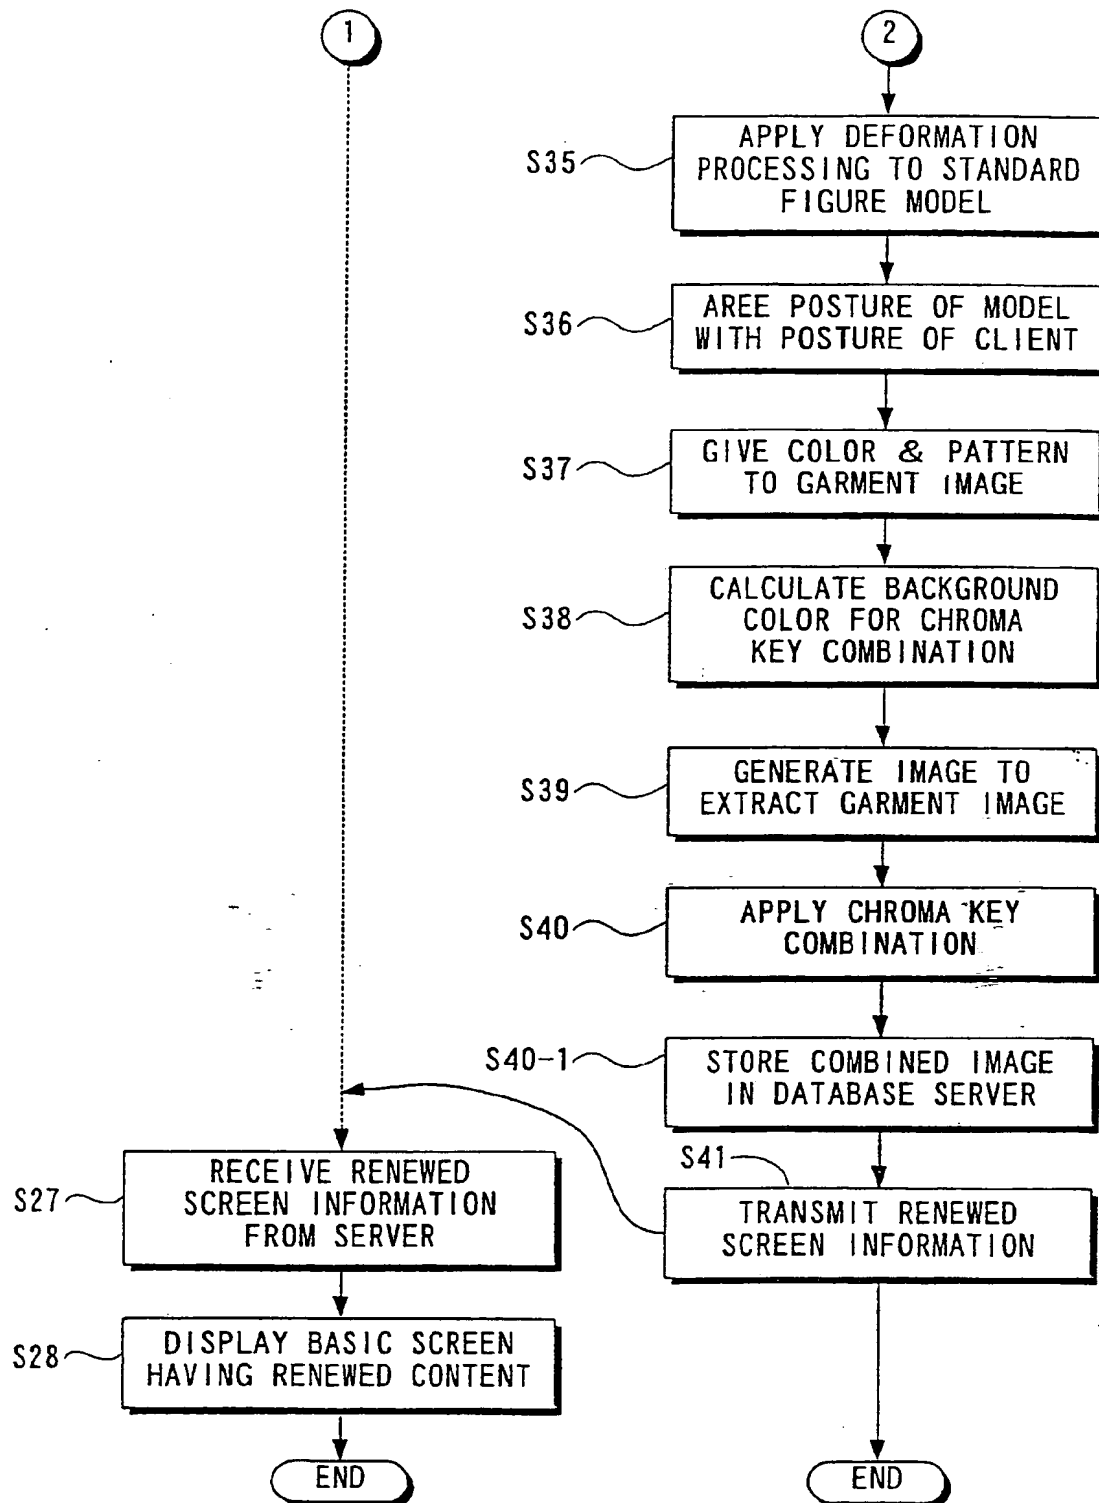 1
2
S35
APPLY DEFORMATION
PROCESSING TO STANDARD
FIGURE MODEL
S36
AREE POSTURE OF MODEL
WITH POSTURE OF CLIENT
S37
GIVE COLOR & PATTERN
TO GARMENT IMAGE
S38
CALCULATE BACKGROUND
COLOR FOR CHROMA
KEY COMBINATION
S39
GENERATE IMAGE TO
EXTRACT GARMENT IMAGE
S40
APPLY CHROMA KEY
COMBINATION
S40-1
STORE COMBINED IMAGE
IN DATABASE SERVER
S41
TRANSMIT RENEWED
SCREEN INFORMATION
S27
RECEIVE RENEWED
SCREEN INFORMATION
FROM SERVER
S28
DISPLAY BASIC SCREEN
HAVING RENEWED CONTENT
END
END